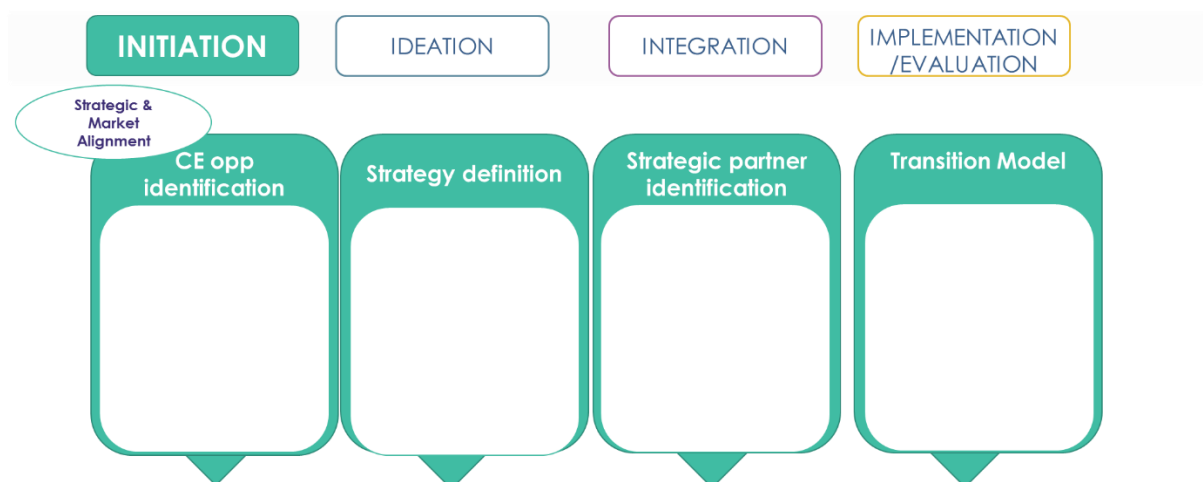 INITIATION
IDEATION
INTEGRATION
IMPLEMENTATION
/EVALUATION
Strategic &
Market
Alignment
CE opp
identification
Strategy definition
Strategic partner
identification
Transition Model